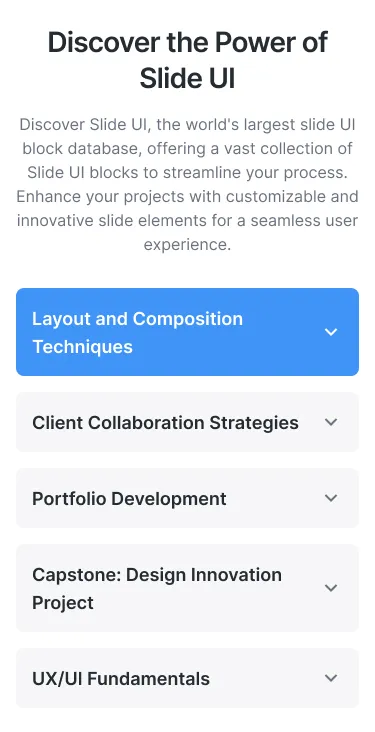 Discover the Power of
Slide UI
Discover Slide UI, the world's largest slide UI
block database, offering a vast collection of
Slide UI blocks to streamline your process.
Enhance your projects with customizable and
innovative slide elements for a seamless user
experience.
Layout and Composition
Techniques
Client Collaboration Strategies
Portfolio Development
Capstone: Design Innovation
Project
UX/UI Fundamentals